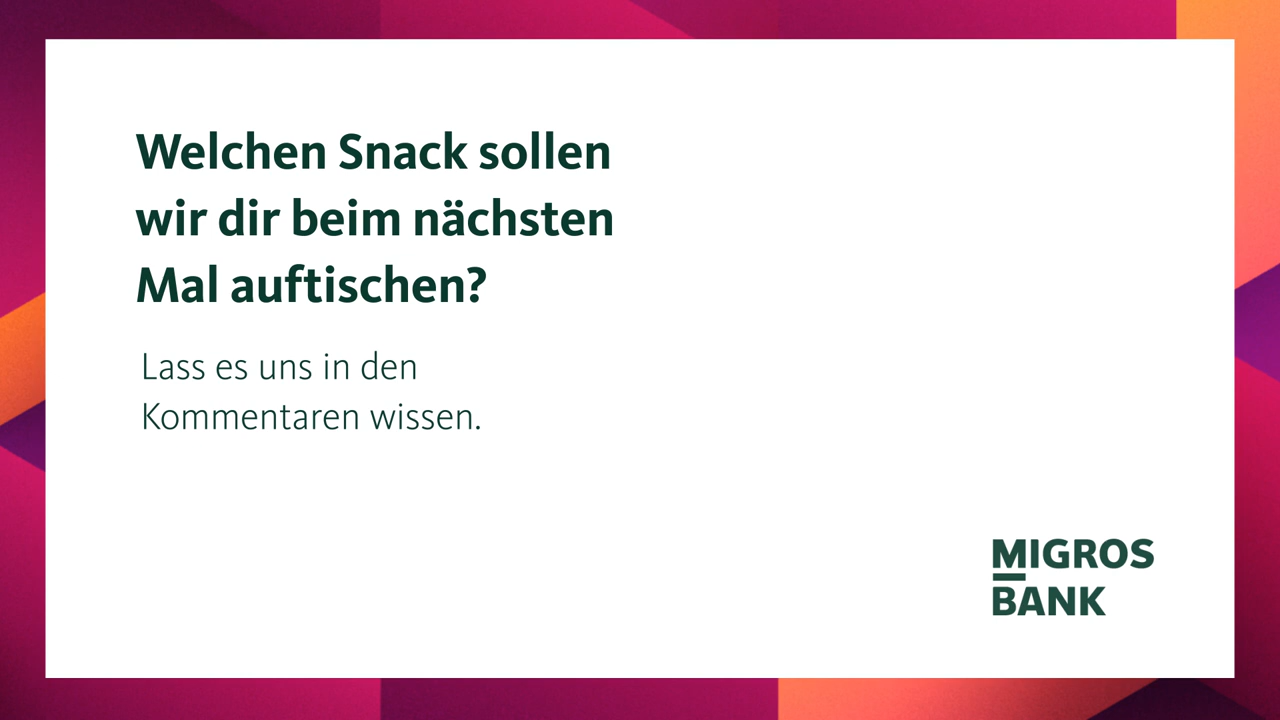 Welchen Snack sollen
wir dir beim nächsten
Mal auftischen?
Lass es uns in den
Kommentaren wissen.
MIGROS
BANK